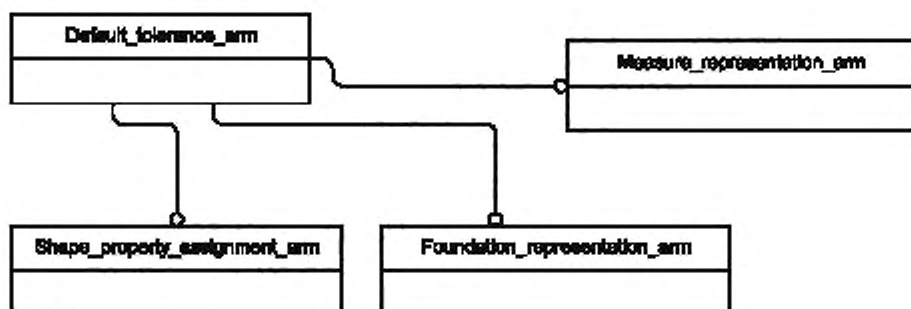 Default_tolerance_arm
Measure_representation_arm
Shape_property_assignment_arm
Foundation_representation_arm